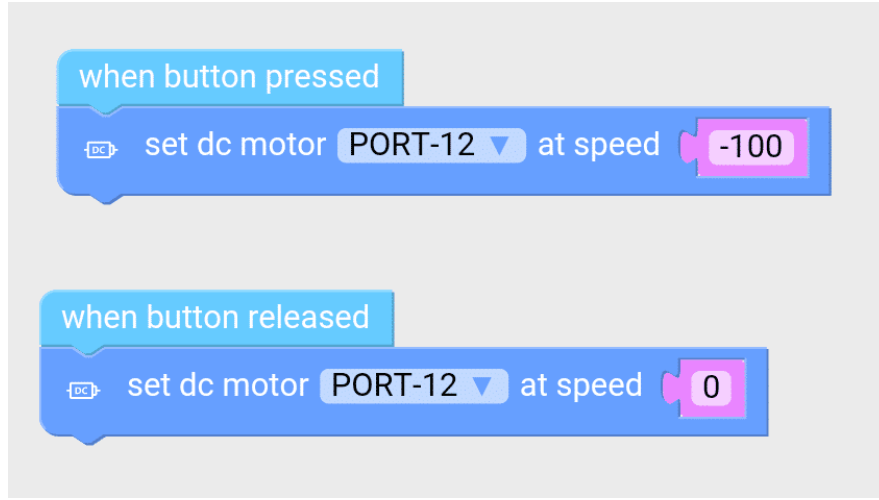 when button pressed
DC set dc motor PORT-12 ▼ at speed -100
when button released
DC set dc motor PORT-12 ▼ at speed 0